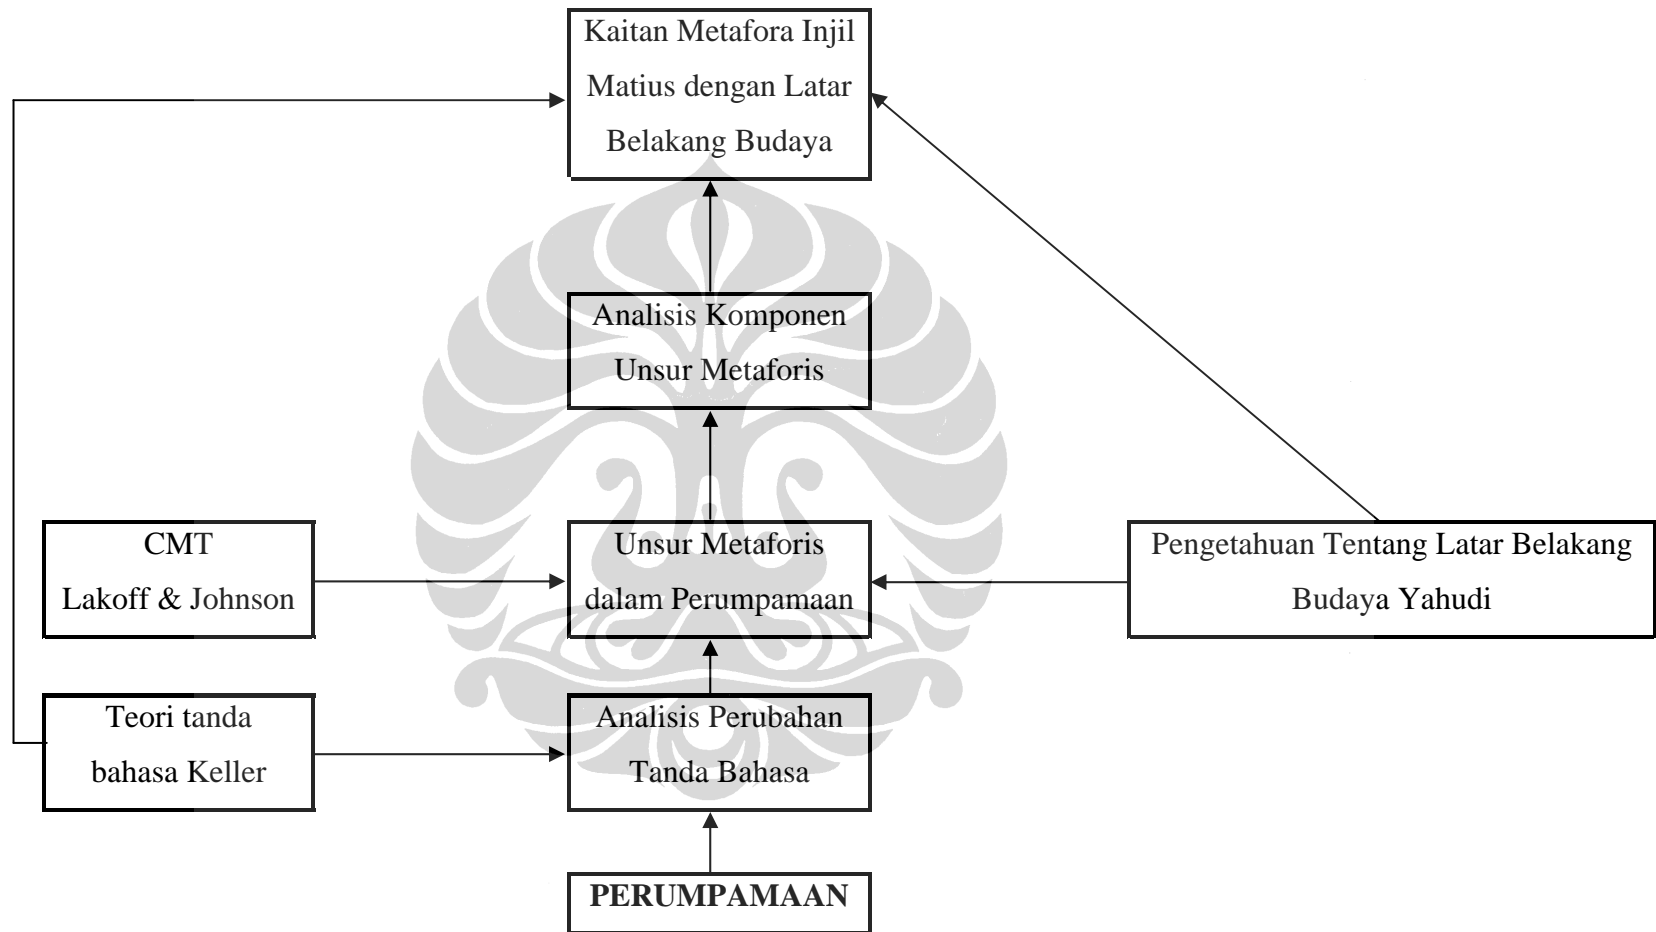 Kaitan Metafora Injil
Matius dengan Latar
Belakang Budaya
Analisis Komponen
Unsur Metaforis
CMT
Lakoff & Johnson
Unsur Metaforis
dalam Perumpamaan
Pengetahuan Tentang Latar Belakang
Budaya Yahudi
Teori tanda
bahasa Keller
Analisis Perubahan
Tanda Bahasa
PERUMPAMAAN